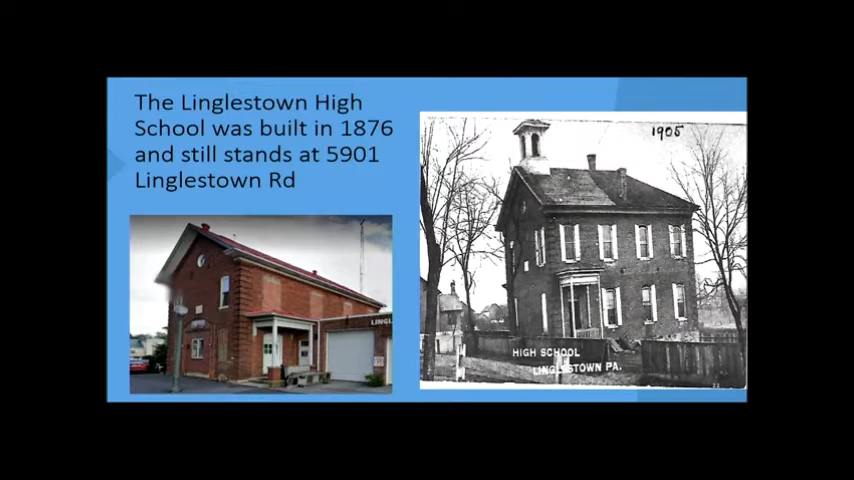 The Linglestown High
School was built in 1876
and still stands at 5901
Linglestown Rd
1905
LINGL
HIGH SCHOOL
LINGLESTOWN PA.